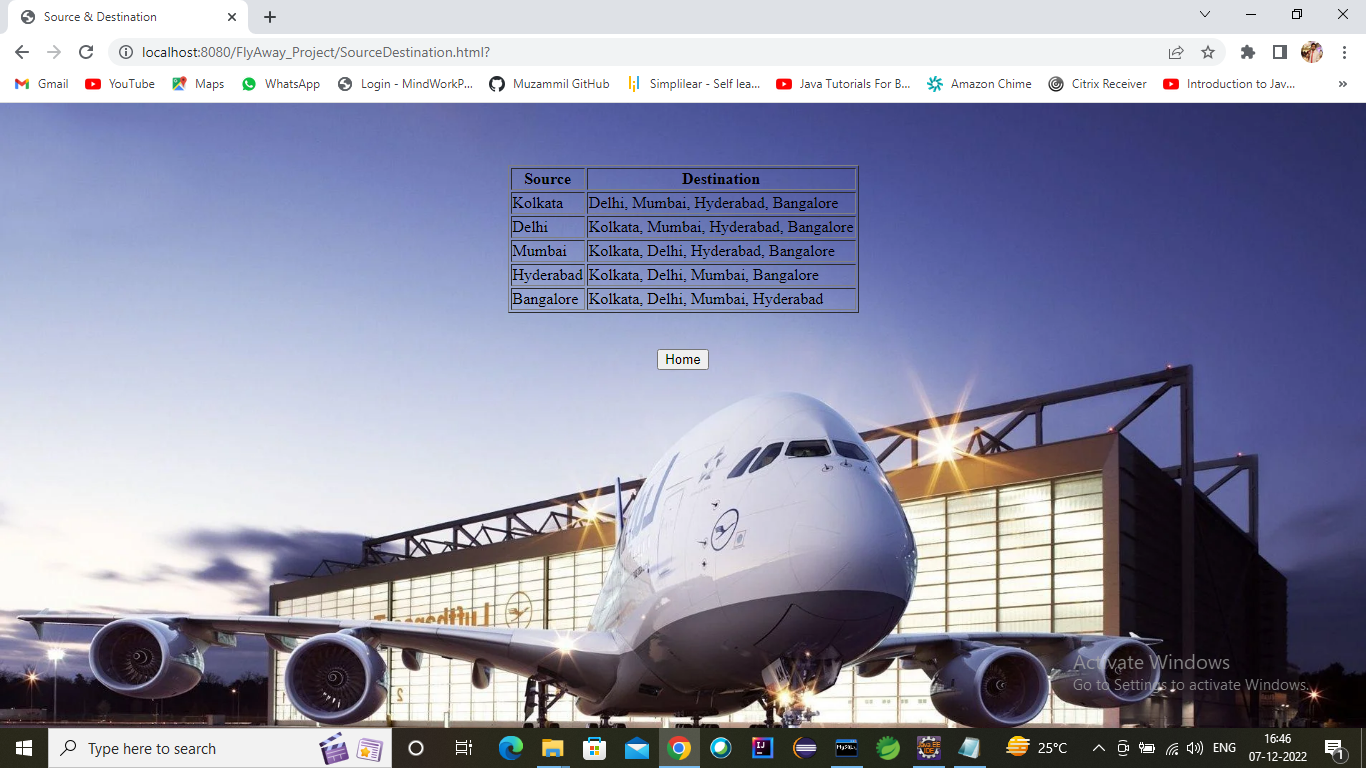 Source & Destination
localhost:8080/FlyAway_Project/SourceDestination.html?
Gmail YouTube Maps WhatsApp Login - MindWorkP... Muzammil GitHub Simplilear - Self lea... Java Tutorials For B... Amazon Chime Citrix Receiver Introduction to Jav... »
Source Destination
Kolkata Delhi, Mumbai, Hyderabad, Bangalore
Delhi Kolkata, Mumbai, Hyderabad, Bangalore
Mumbai Kolkata, Delhi, Hyderabad, Bangalore
Hyderabad Kolkata, Delhi, Mumbai, Bangalore
Bangalore Kolkata, Delhi, Mumbai, Hyderabad
Home
Lufthansa
2
Activate Windows
Go to Settings to activate Windows.
Type here to search
25°C
ENG
16:46
07-12-2022
1